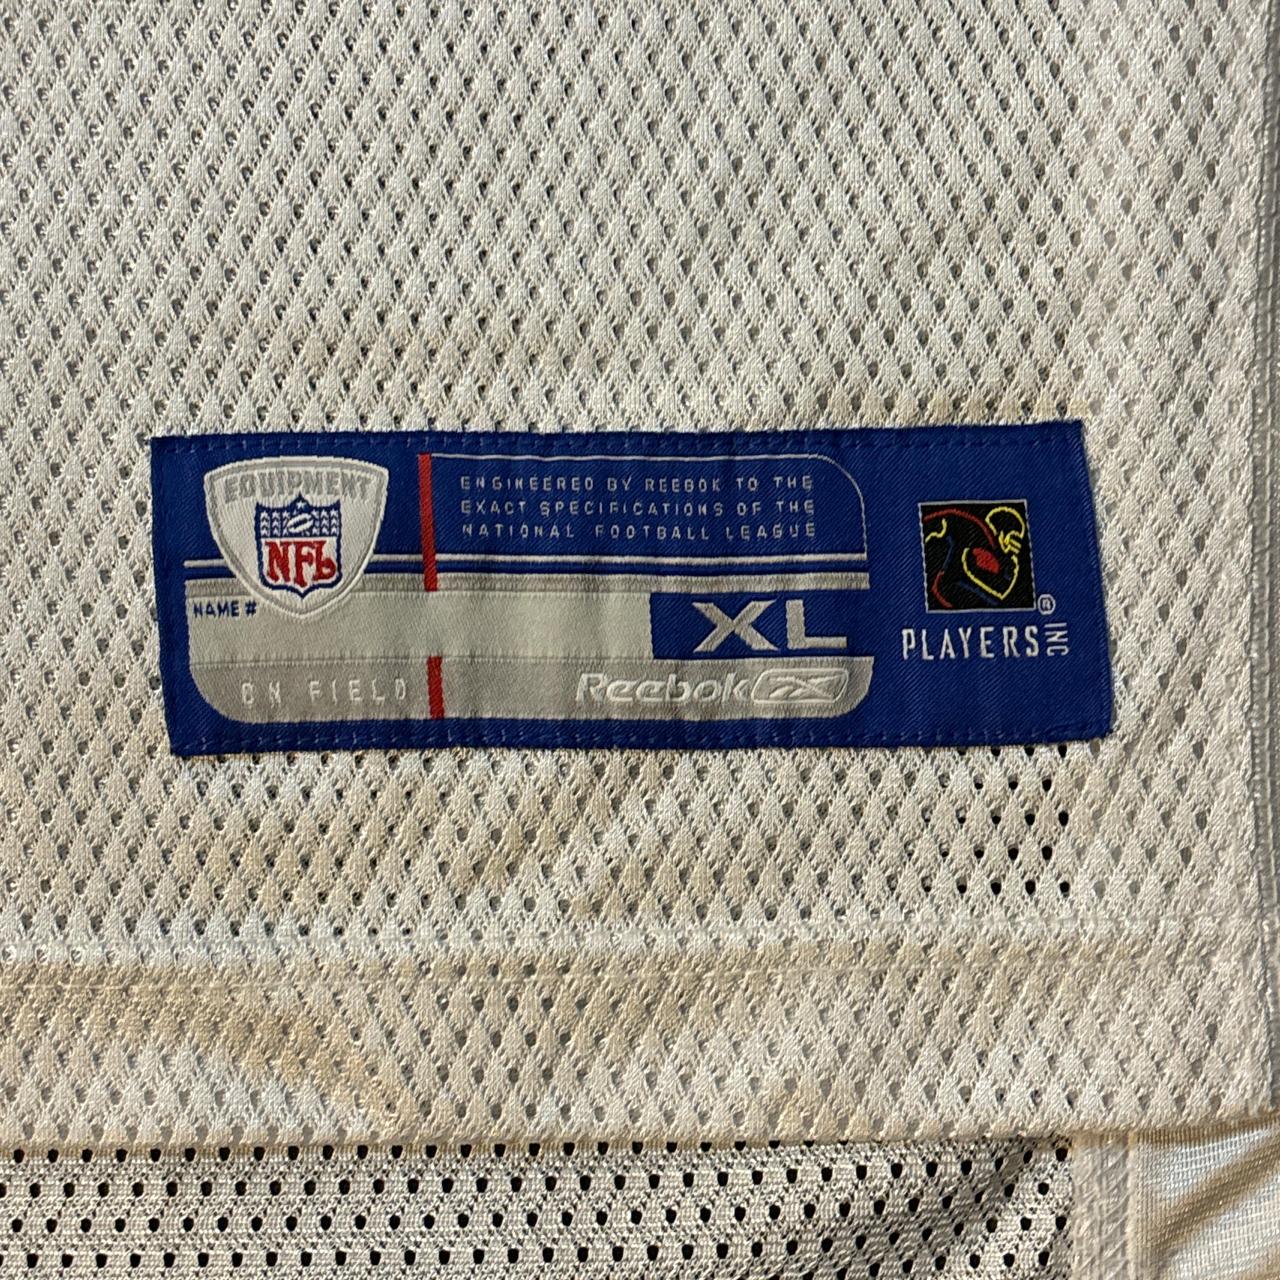 EQUIPMENT
NFL
ENGINEERED BY REEBOK TO THE
EXACT SPECIFICATIONS OF THE
NATIONAL FOOTBALL LEAGUE
NAME #
XL
ON FIELD
Reebok
PLAYERS INC ®